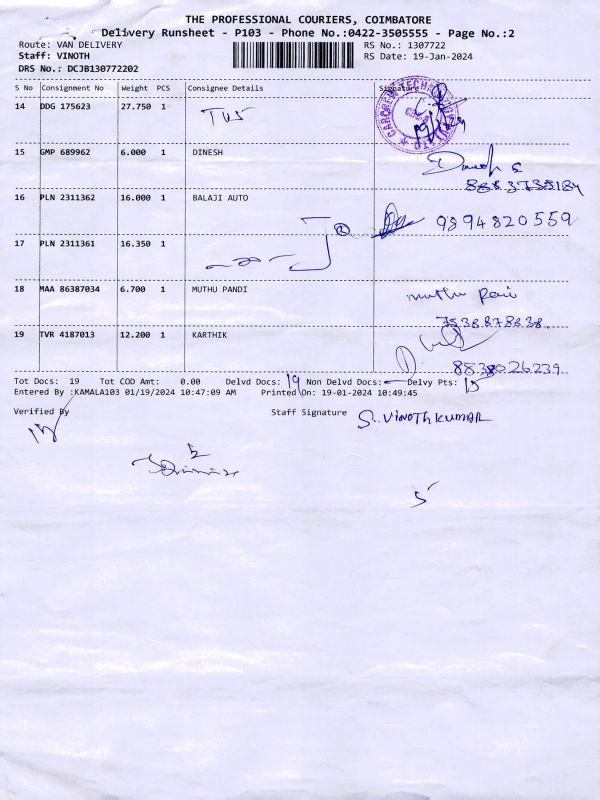 THE PROFESSIONAL COURIERS, COIMBATORE
Delivery Runsheet - P103 - Phone No.:0422-3505555 - Page No.:2
Route: VAN DELIVERY RS No.: 1307722
Staff: VINOTH RS Date: 19-Jan-2024
DRS No.: DCJB130772202
S No Consignment No Weight PCS Consignee Details Signature
14 DDG 175623 27.750 1 TVS
15 GMP 689962 6.000 1 DINESH Dinesh S
16 PLN 2311362 16.000 1 BALAJI AUTO 9894820559
17 PLN 2311361 16.350 1
18 MAA 86387034 6.700 1 MUTHU PANDI muthu
7538878838
19 TVR 4187013 12.200 1 KARTHIK
8838026239
Tot Docs: 19 Tot COD Amt: 0.00 Delvd Docs: 19 Non Delvd Docs: Delvy Pts:
Entered By :KAMALA103 01/19/2024 10:47:09 AM Printed On: 19-01-2024 10:49:45
Verified By Staff Signature S. VINOTH KUMAR
5